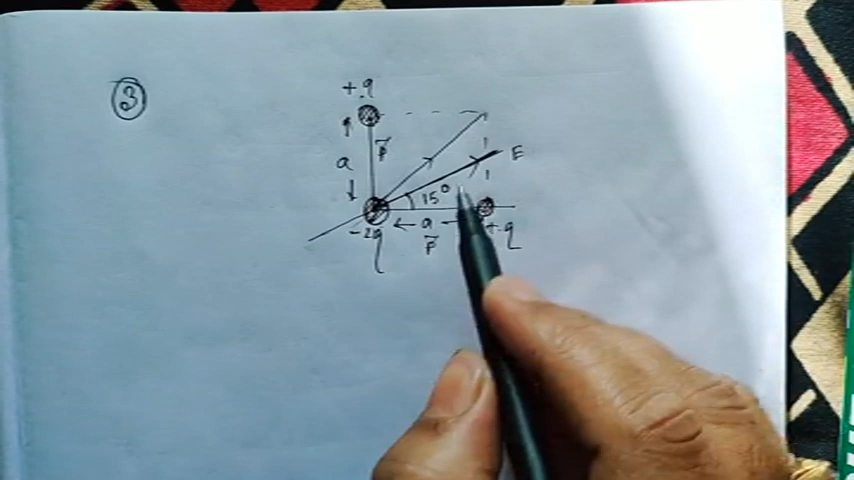 3
+q
a
P⃗
E
15°
-2q
← a →
P⃗
+q